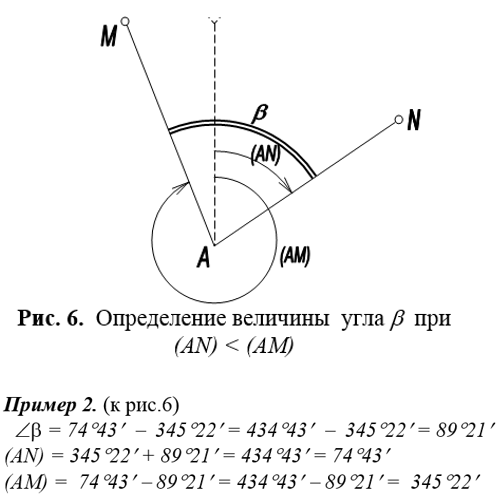 M
β
N
(AN)
A
(AM)
Рис. 6. Определение величины угла β при
(AN) < (AM)
Пример 2. (к рис.6)
∠β = 74°43′ – 345°22′ = 434°43′ – 345°22′ = 89°21′
(AN) = 345°22′ + 89°21′ = 434°43′ = 74°43′
(AM) = 74°43′ – 89°21′ = 434°43′ – 89°21′ = 345°22′